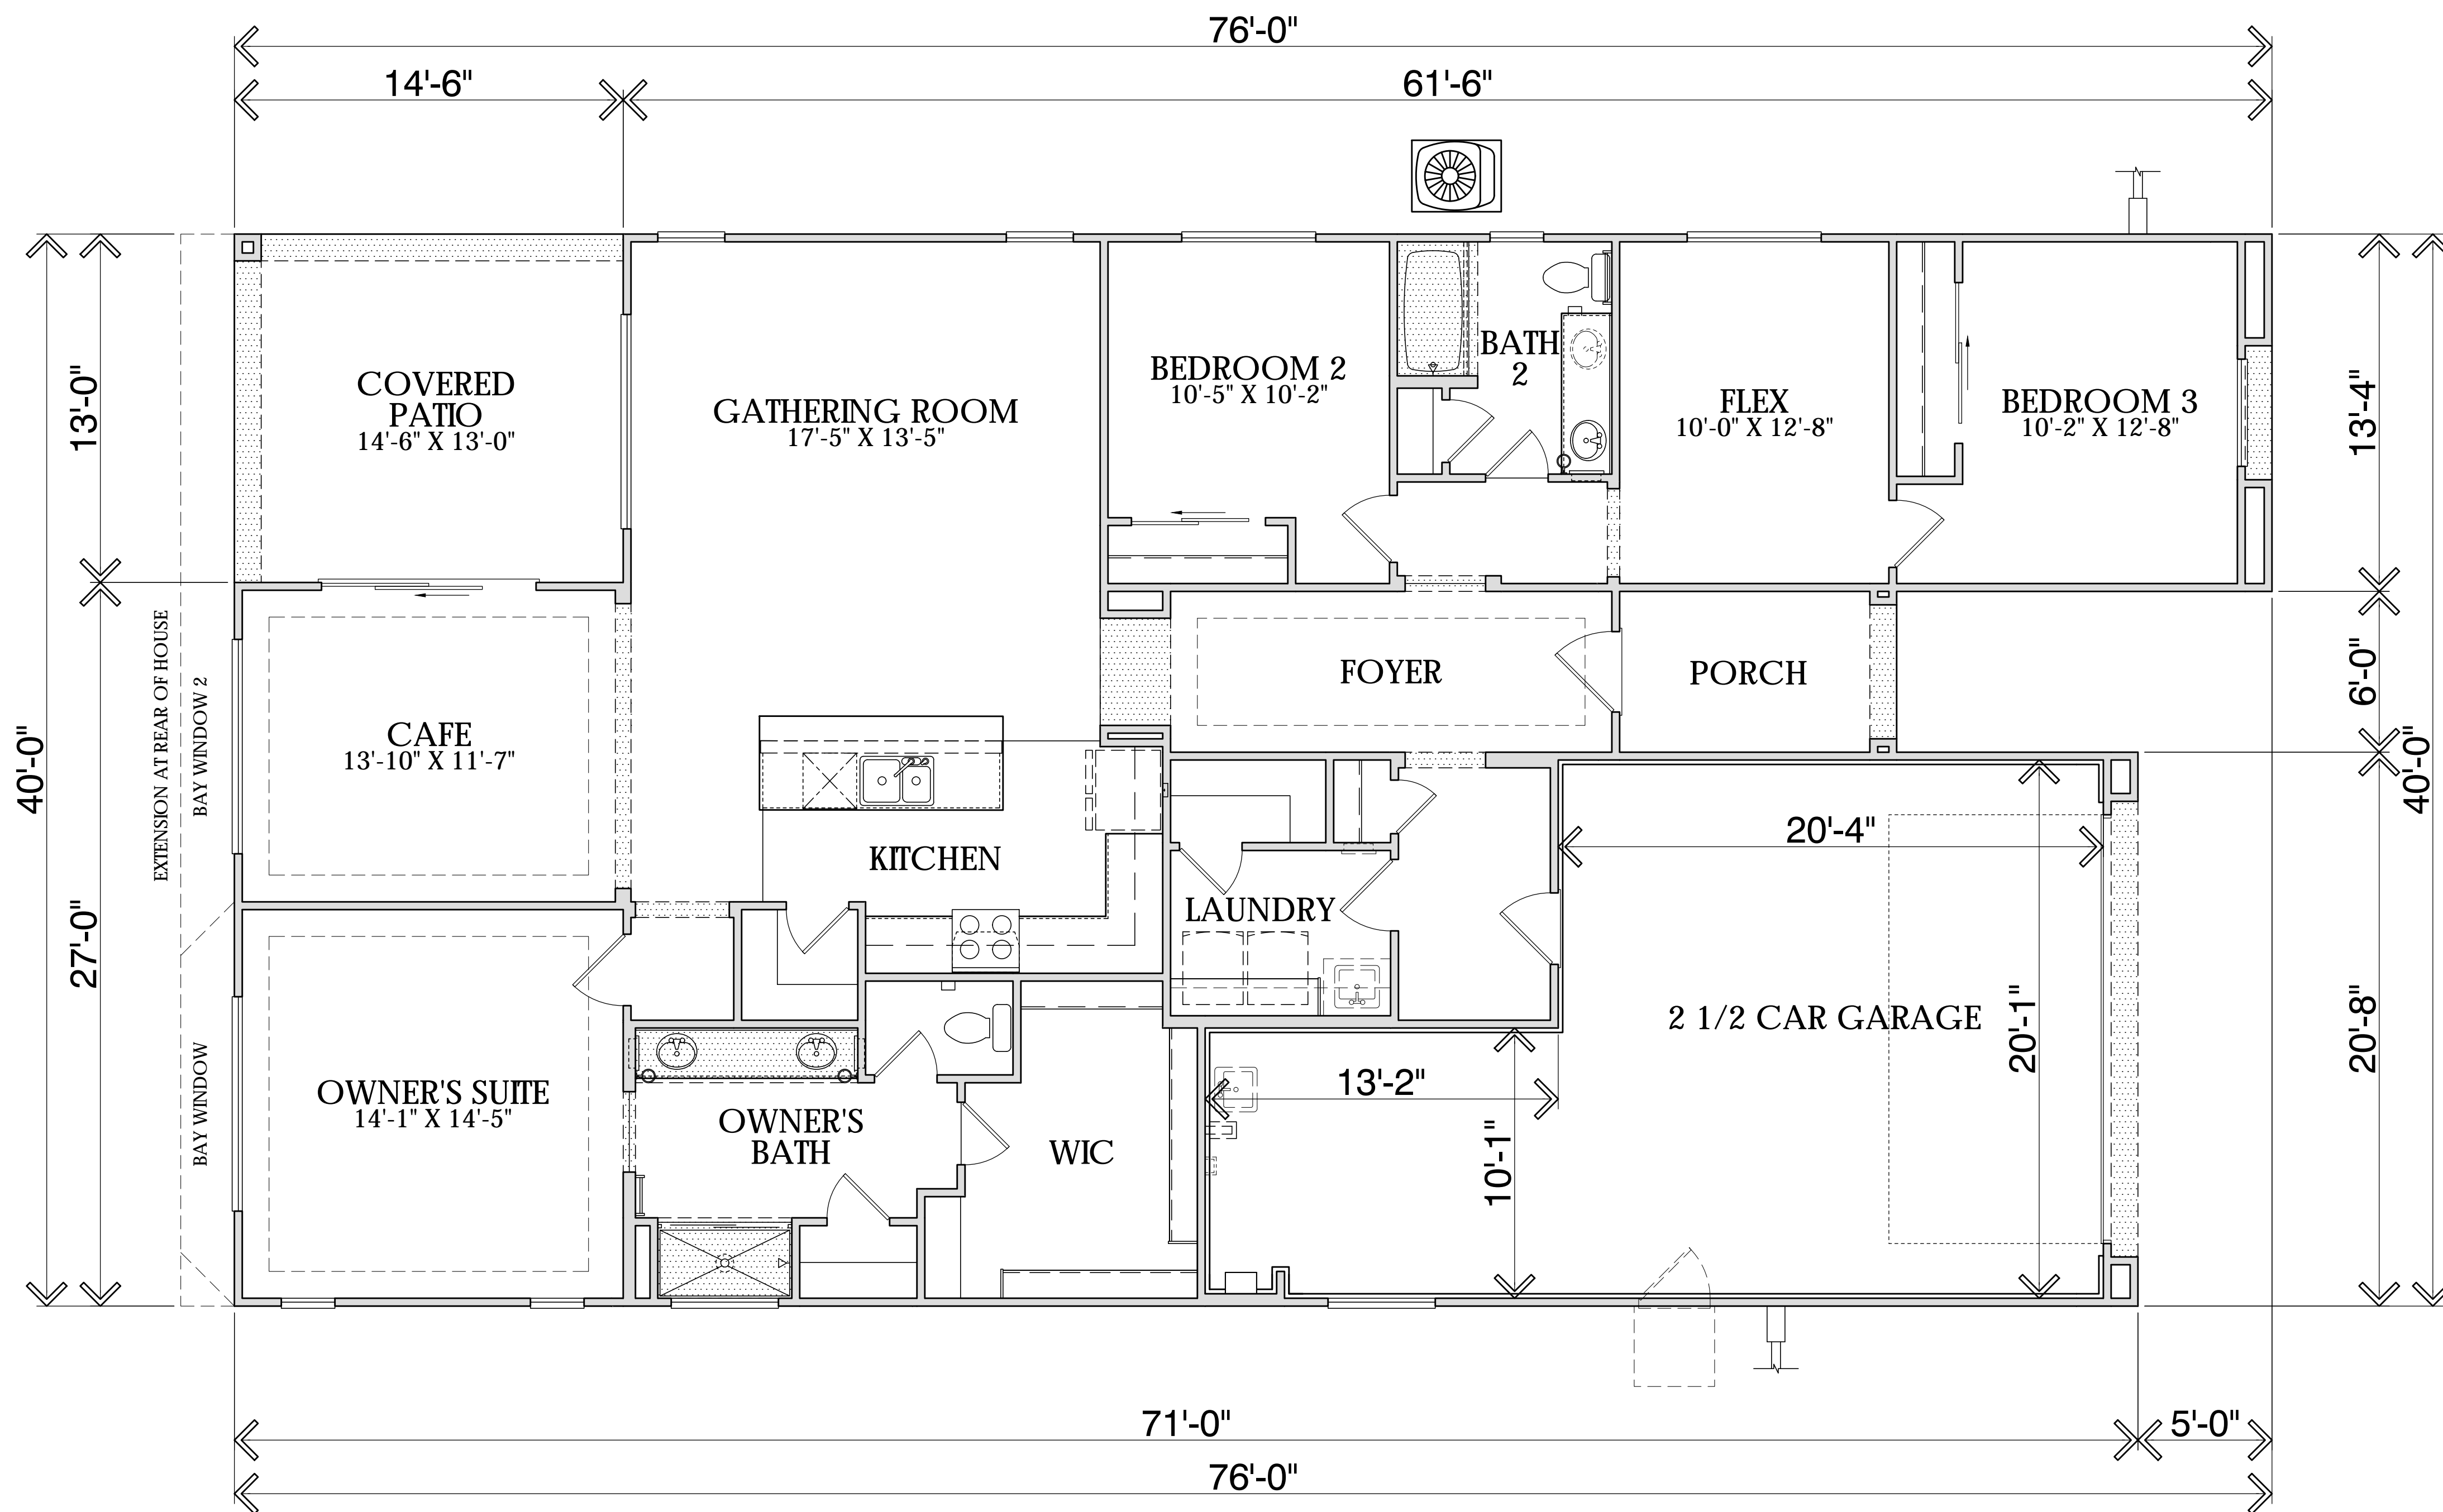 76'-0"
14'-6"
61'-6"
COVERED
PATIO
14'-6" X 13'-0"
GATHERING ROOM
17'-5" X 13'-5"
BEDROOM 2
10'-5" X 10'-2"
BATH
2
FLEX
10'-0" X 12'-8"
BEDROOM 3
10'-2" X 12'-8"
13'-0"
13'-4"
EXTENSION AT REAR OF HOUSE
BAY WINDOW 2
CAFE
13'-10" X 11'-7"
FOYER
PORCH
6'-0"
40'-0"
40'-0"
KITCHEN
20'-4"
LAUNDRY
27'-0"
2 1/2 CAR GARAGE
20'-1"
20'-8"
BAY WINDOW
OWNER'S SUITE
14'-1" X 14'-5"
OWNER'S
BATH
WIC
13'-2"
10'-1"
71'-0"
5'-0"
76'-0"